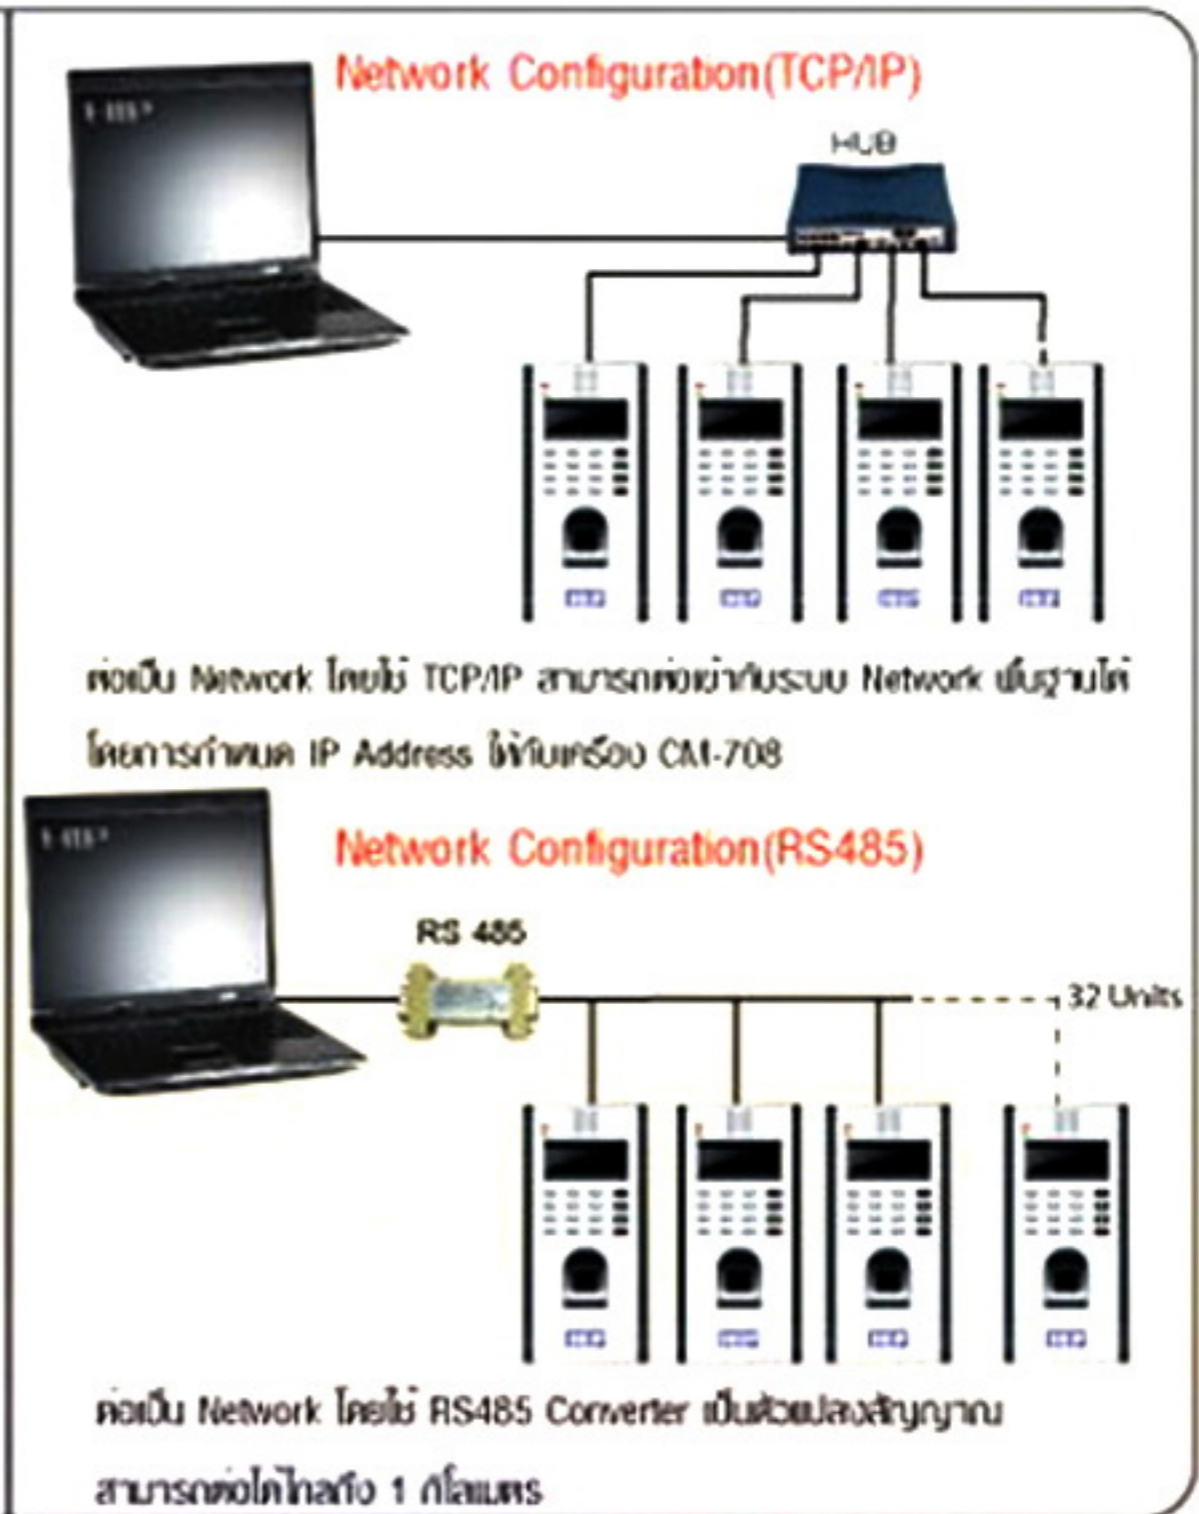 Network Configuration(TCP/IP)
HUB
ต่อเป็น Network โดยใช้ TCP/IP สามารถต่อเข้ากับระบบ Network พื้นฐานได้
โดยการกำหนด IP Address ให้กับเครื่อง CM-708
Network Configuration(RS485)
RS 485
32 Units
ต่อเป็น Network โดยใช้ RS485 Converter เป็นตัวแปลงสัญญาณ
สามารถต่อได้ไกลถึง 1 กิโลเมตร